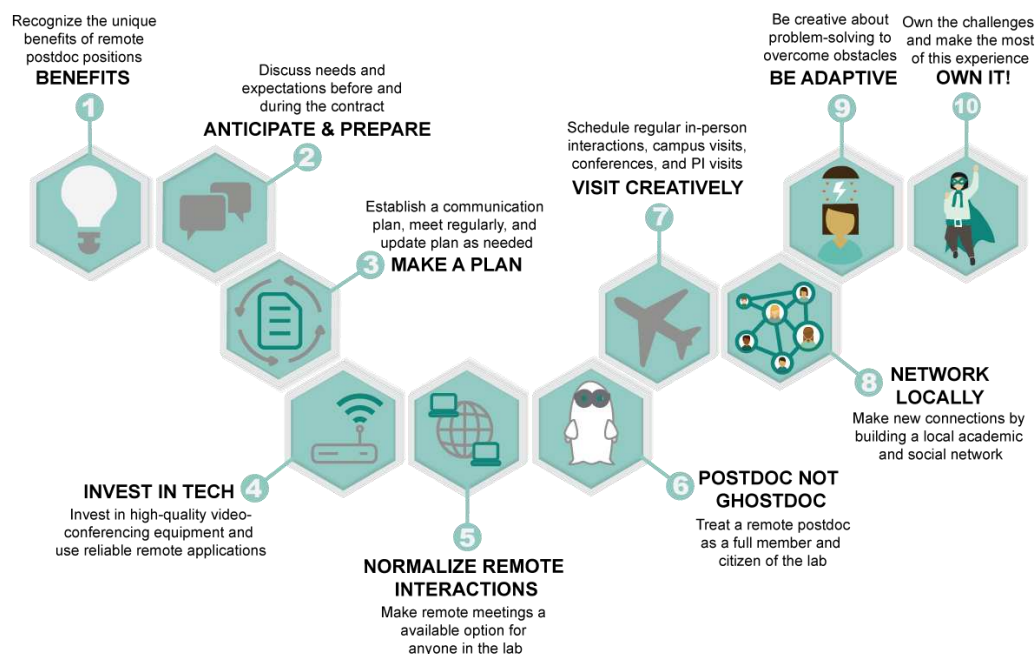 Recognize the unique
benefits of remote
postdoc positions
BENEFITS
1
Discuss needs and
expectations before and
during the contract
ANTICIPATE & PREPARE
2
Establish a communication
plan, meet regularly, and
update plan as needed
3 MAKE A PLAN
INVEST IN TECH 4
Invest in high-quality video-
conferencing equipment and
use reliable remote applications
5
NORMALIZE REMOTE
INTERACTIONS
Make remote meetings a
available option for
anyone in the lab
6 POSTDOC NOT
GHOSTDOC
Treat a remote postdoc
as a full member and
citizen of the lab
Schedule regular in-person
interactions, campus visits,
conferences, and PI visits
VISIT CREATIVELY
7
8 NETWORK
LOCALLY
Make new connections by
building a local academic
and social network
Be creative about
problem-solving to
overcome obstacles
BE ADAPTIVE
9
Own the challenges
and make the most
of this experience
OWN IT!
10